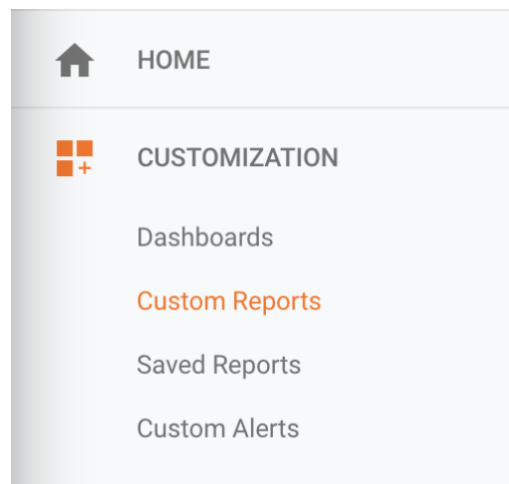 HOME
CUSTOMIZATION
Dashboards
Custom Reports
Saved Reports
Custom Alerts